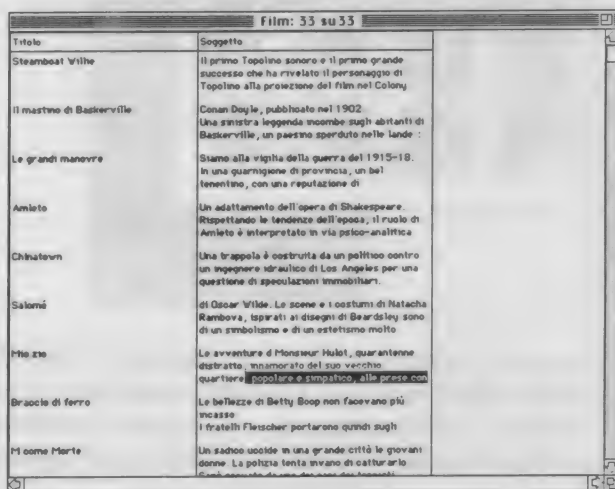 Film: 33 su 33
Titolo
Soggetto
Steamboat Willie
Il primo Topolino sonoro e il primo grande
successo che ha rivelato il personaggio di
Topolino alla proiezione del film nel Colony
Il mastino di Baskerville
Conan Doyle, pubblicato nel 1902
Una sinistra leggenda incombe sugli abitanti di
Baskerville, un paesino sperduto nelle lande :
Le grandi manovre
Siamo alla vigilia della guerra del 1915-18.
In una guarnigione di provincia, un bel
tenentino, con una reputazione di
Amleto
Un adattamento dell'opera di Shakespeare.
Rispettando le tendenze dell'epoca, il ruolo di
Amleto è interpretato in via psico-analitica
Chinatown
Una trappola è costruita da un politico contro
un ingegnere idraulico di Los Angeles per una
questione di speculazioni immobiliari.
Salomé
di Oscar Wilde. Le scene e i costumi di Natacha
Rambova, ispirati ai disegni di Beardsley sono
di un simbolismo e di un estetismo molto
Mio zio
Le avventure d Monsieur Hulot, quarantenne
distratto, innamorato del suo vecchio
quartiere, popolare e simpatico, alle prese con
Braccio di ferro
Le bellezze di Betty Boop non facevano più
incasso
I fratelli Fleischer portarono quindi sugli
M come Morte
Un sadico uccide in una grande città le giovani
donne. La polizia tenta invano di catturarlo